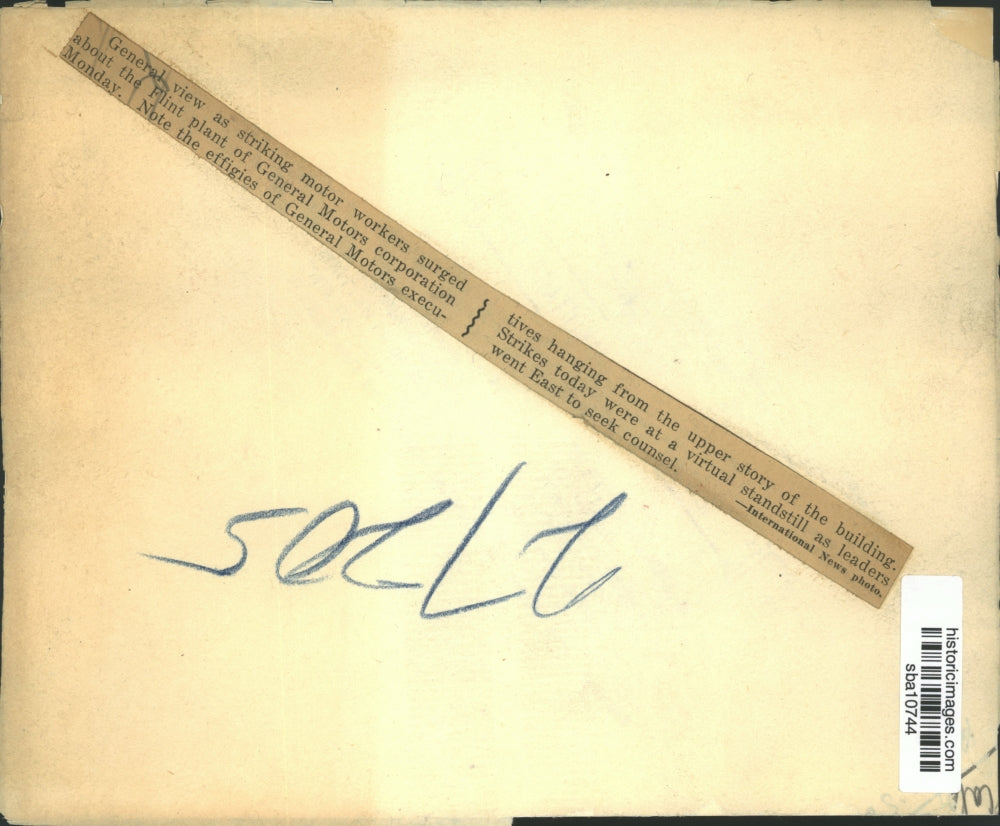 General view as striking motor workers surged
about the Flint plant of General Motors corporation
Monday. Note the effigies of General Motors execu-
tives hanging from the upper story of the building.
Strikes today were at a virtual standstill as leaders
went East to seek counsel.
—International News photo.
historicimages.com
sba10744